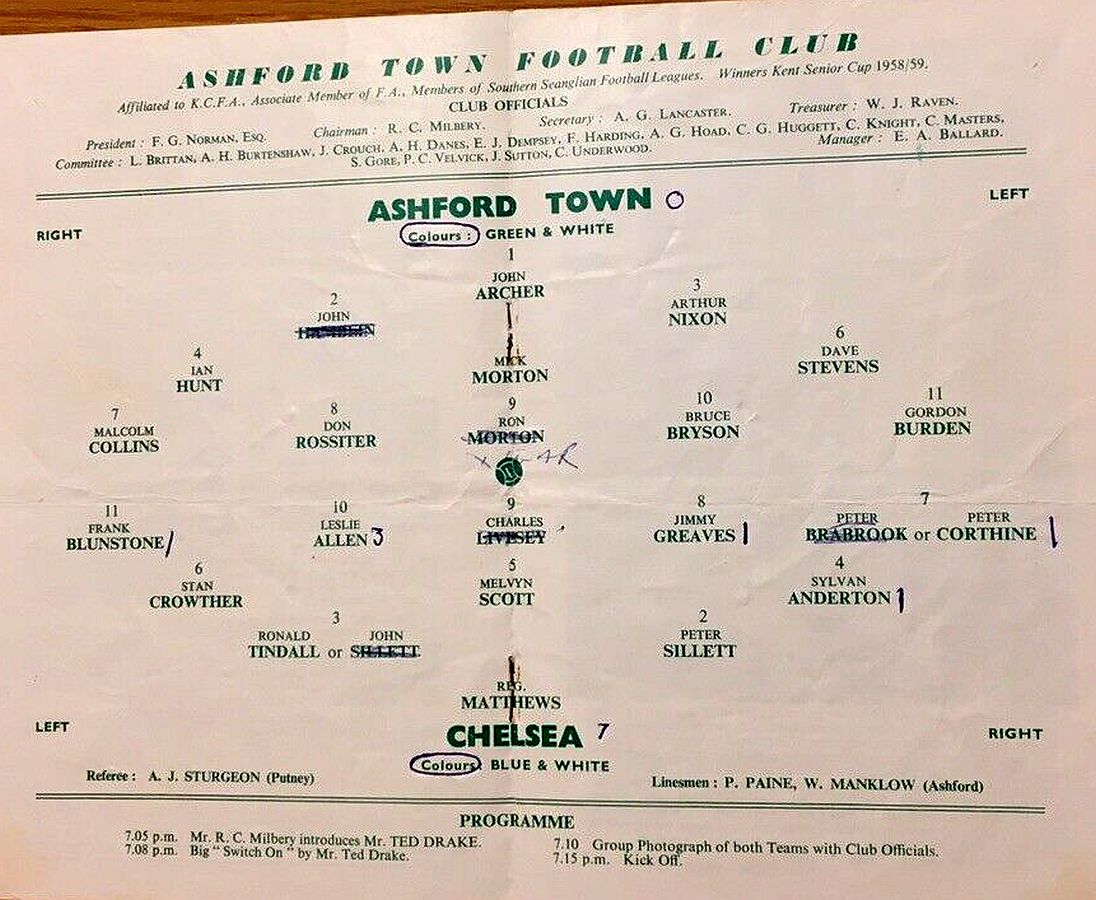 ASHFORD TOWN FOOTBALL CLUB
Affiliated to K.C.F.A., Associate Member of F.A., Members of Southern Seanglian Football Leagues. Winners Kent Senior Cup 1958/59.
CLUB OFFICIALS
President : F. G. NORMAN, ESQ. Chairman : R. C. MILBERY. Secretary : A. G. LANCASTER. Treasurer : W. J. RAVEN.
Committee : L. BRITTAN, A. H. BURTENSHAW, J. CROUCH, A. H. DANES, E. J. DEMPSEY, F. HARDING, A. G. HOAD, C. G. HUGGETT, C. KNIGHT, C. MASTERS,
S. GORE, P. C. VELVICK, J. SUTTON, C. UNDERWOOD. Manager : E. A. BALLARD.
ASHFORD TOWN 0
RIGHT LEFT
Colours : GREEN & WHITE
1
JOHN
ARCHER
2
JOHN
3
ARTHUR
NIXON
4
IAN
HUNT
MICK
MORTON
6
DAVE
STEVENS
7
MALCOLM
COLLINS
8
DON
ROSSITER
9
RON
MORTON
10
BRUCE
BRYSON
11
GORDON
BURDEN
11
FRANK
BLUNSTONE 1
10
LESLIE
ALLEN 3
9
CHARLES
LIVESEY
8
JIMMY
GREAVES 1
7
PETER PETER
BRABROOK or CORTHINE 1
6
STAN
CROWTHER
5
MELVYN
SCOTT
4
SYLVAN
ANDERTON 1
3
RONALD JOHN
TINDALL or SILLETT
2
PETER
SILLETT
REG.
MATTHEWS
CHELSEA 7
LEFT RIGHT
Colours BLUE & WHITE
Referee : A. J. STURGEON (Putney) Linesmen : P. PAINE, W. MANKLOW (Ashford)
PROGRAMME
7.05 p.m. Mr. R. C. Milbery introduces Mr. TED DRAKE.
7.08 p.m. Big "Switch On" by Mr. Ted Drake.
7.10 Group Photograph of both Teams with Club Officials.
7.15 p.m. Kick Off.